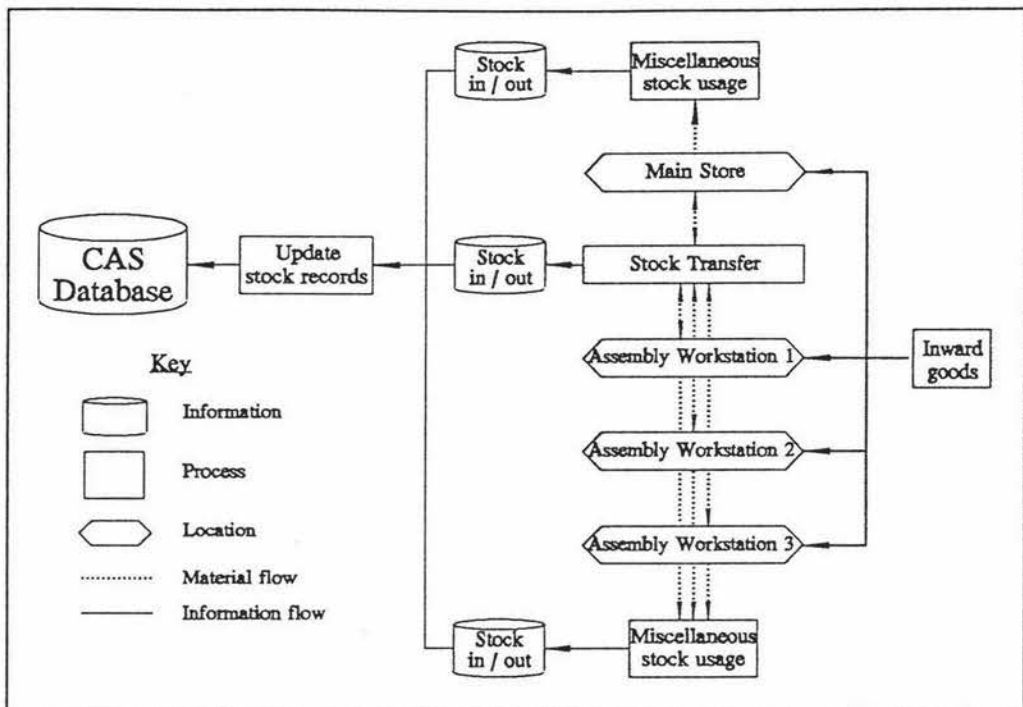 Stock
in / out
Miscellaneous
stock usage
Main Store
CAS
Database
Update
stock records
Stock
in / out
Stock Transfer
Assembly Workstation 1
Inward
goods
Key
Information
Process
Assembly Workstation 2
Location
Assembly Workstation 3
Material flow
Information flow
Stock
in / out
Miscellaneous
stock usage